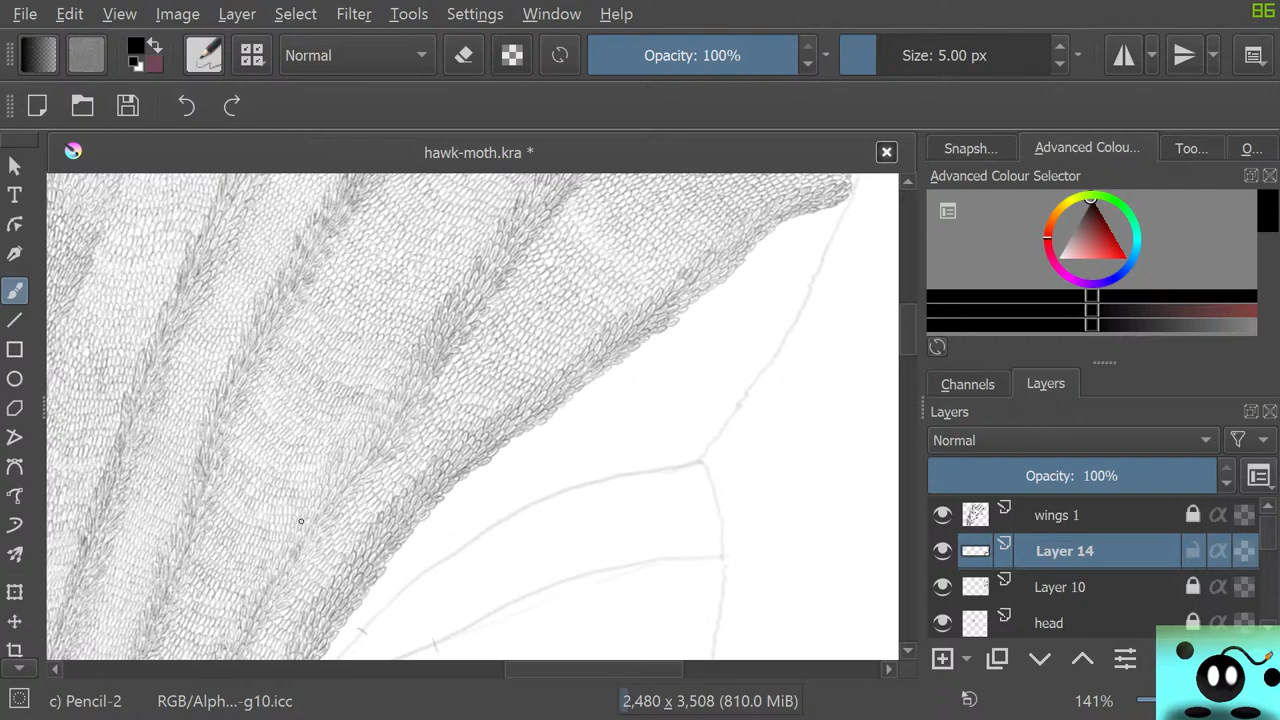 File Edit View Image Layer Select Filter Tools Settings Window Help
86
Normal
Opacity: 100%
Size: 5.00 px
hawk-moth.kra *
Snapsh...
Advanced Colou...
Too...
O...
Advanced Colour Selector
Channels
Layers
Layers
Normal
Opacity: 100%
wings 1
Layer 14
Layer 10
head
c) Pencil-2
RGB/Alph...-g10.icc
2,480 x 3,508 (810.0 MiB)
141%